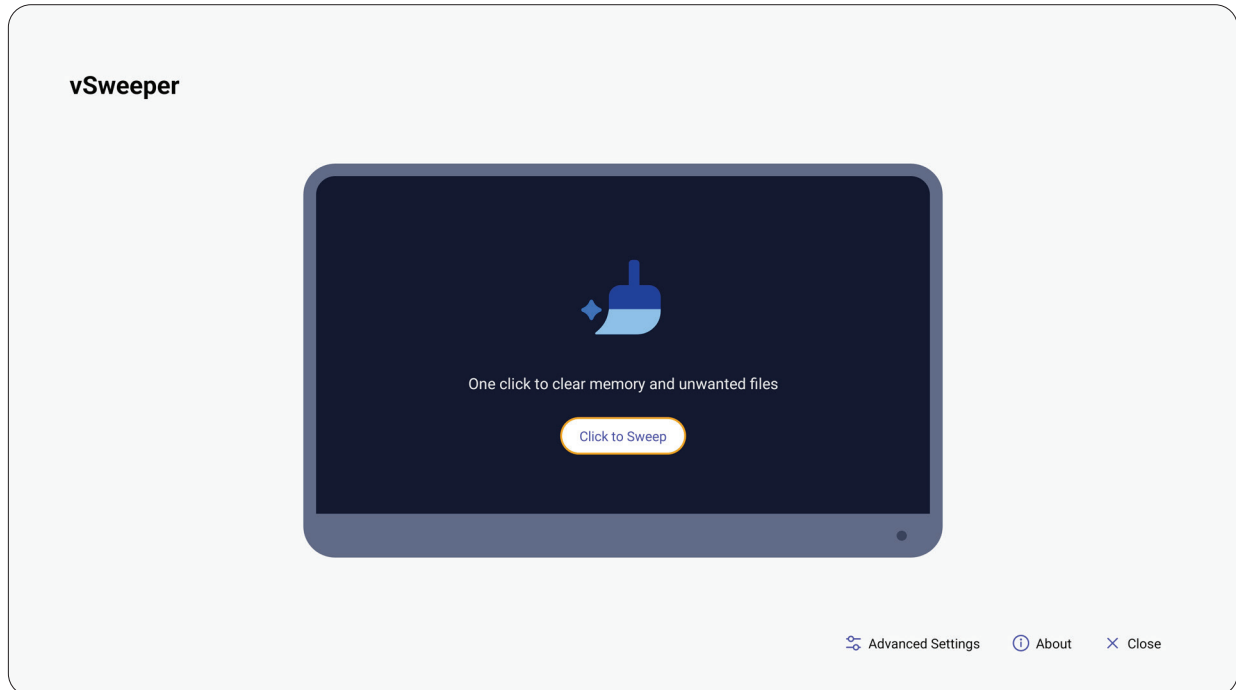 vSweeper
One click to clear memory and unwanted files
Click to Sweep
Advanced Settings
About
Close